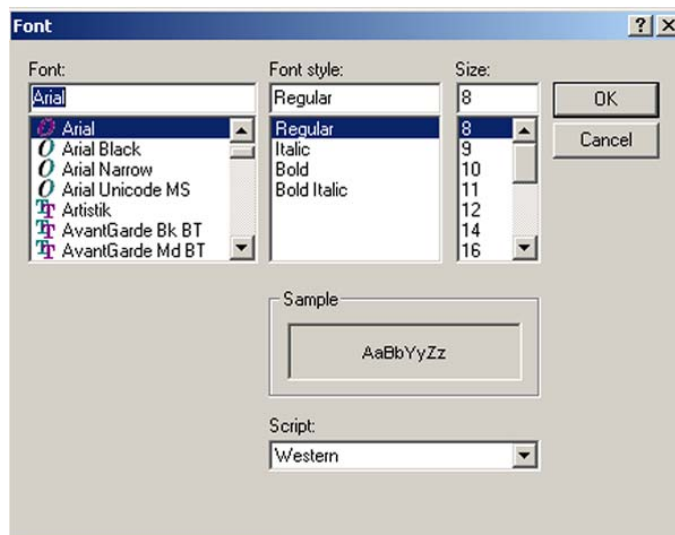 Font
Font:
Arial
Arial
Arial Black
Arial Narrow
Arial Unicode MS
Artistik
AvantGarde Bk BT
AvantGarde Md BT
Font style:
Regular
Regular
Italic
Bold
Bold Italic
Size:
8
8
9
10
11
12
14
16
OK
Cancel
Sample
AaBbYyZz
Script:
Western